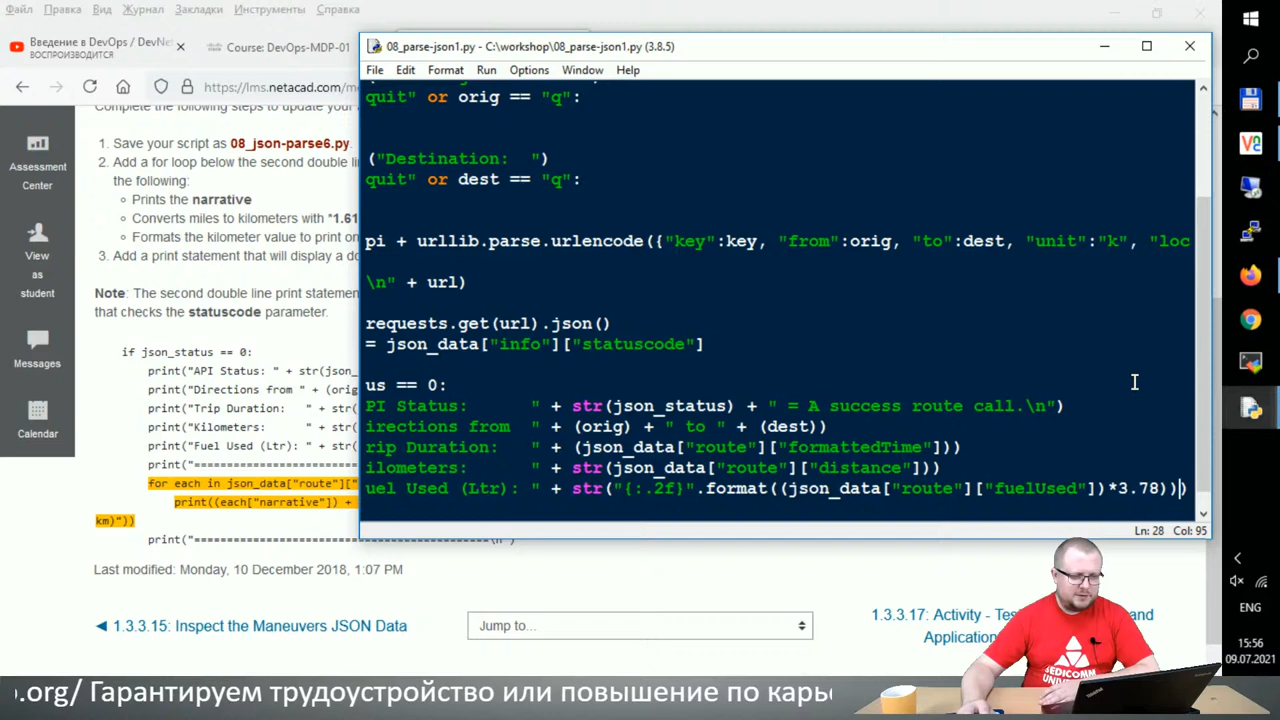 Файл Правка Вид Журнал Закладки Инструменты Справка
Введение в DevOps / DevNet
ВОСПРОИЗВОДИТСЯ
Course: DevOps-MDP-01
https://lms.netacad.com/m
08_parse-json1.py - C:\workshop\08_parse-json1.py (3.8.5)
File Edit Format Run Options Window Help
quit" or orig == "q":
("Destination:  ")
quit" or dest == "q":
pi + urllib.parse.urlencode({"key":key, "from":orig, "to":dest, "unit":"k", "loc
\n" + url)
requests.get(url).json()
= json_data["info"]["statuscode"]
us == 0:
PI Status:      " + str(json_status) + " = A success route call.\n")
irections from  " + (orig) + " to " + (dest))
rip Duration:   " + (json_data["route"]["formattedTime"]))
ilometers:      " + str(json_data["route"]["distance"]))
uel Used (Ltr): " + str("{:.2f}".format((json_data["route"]["fuelUsed"])*3.78)))
Ln: 28 Col: 95
Assessment
Center
View
as
student
Messages
Calendar
Complete the following steps to update your
1. Save your script as 08_json-parse6.py.
2. Add a for loop below the second double
the following:
Prints the narrative
Converts miles to kilometers with *1.61
Formats the kilometer value to print
3. Add a print statement that will display a
Note: The second double line print statement
that checks the statuscode parameter.
if json_status == 0:
print("API Status: " + str(json_
print("Directions from " + (orig
print("Trip Duration:   " + str(
print("Kilometers:      " + str(
print("Fuel Used (Ltr): " + str(
print("=============
for each in json_data["route"]["
print((each["narrative"]) +
km)"))
print("=============================================\n")
Last modified: Monday, 10 December 2018, 1:07 PM
◄ 1.3.3.15: Inspect the Maneuvers JSON Data
Jump to...
1.3.3.17: Activity - and
Application
ENG
15:56
09.07.2021
SEDICOMM
.org/ Гарантируем трудоустройство или повышение по